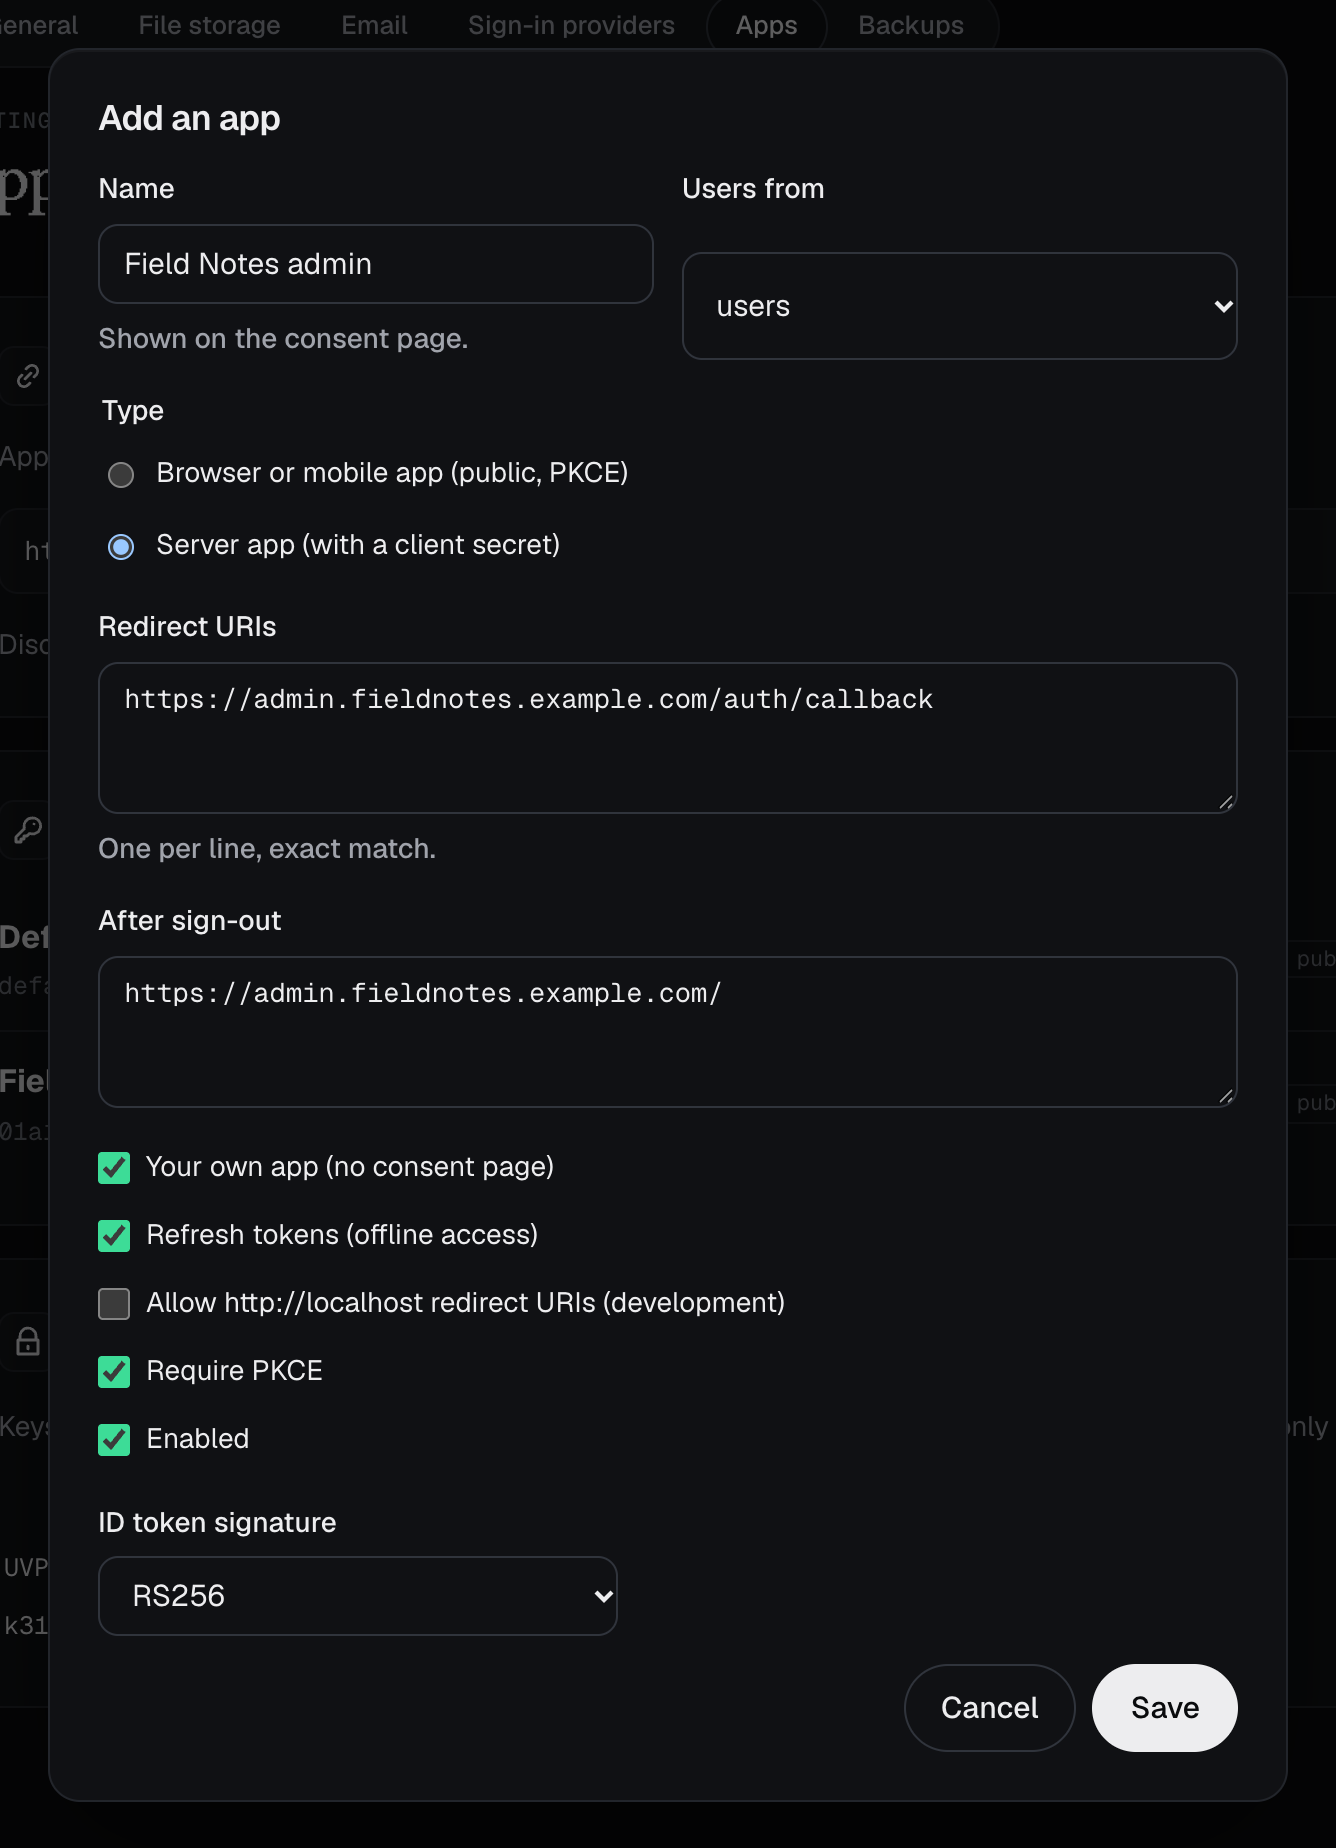 General
File storage
Email
Sign-in providers
Apps
Backups
Add an app
Name
Users from
Field Notes admin
users
Shown on the consent page.
Type
Browser or mobile app (public, PKCE)
Server app (with a client secret)
Redirect URIs
https://admin.fieldnotes.example.com/auth/callback
One per line, exact match.
After sign-out
https://admin.fieldnotes.example.com/
Your own app (no consent page)
Refresh tokens (offline access)
Allow http://localhost redirect URIs (development)
Require PKCE
Enabled
ID token signature
RS256
Cancel
Save